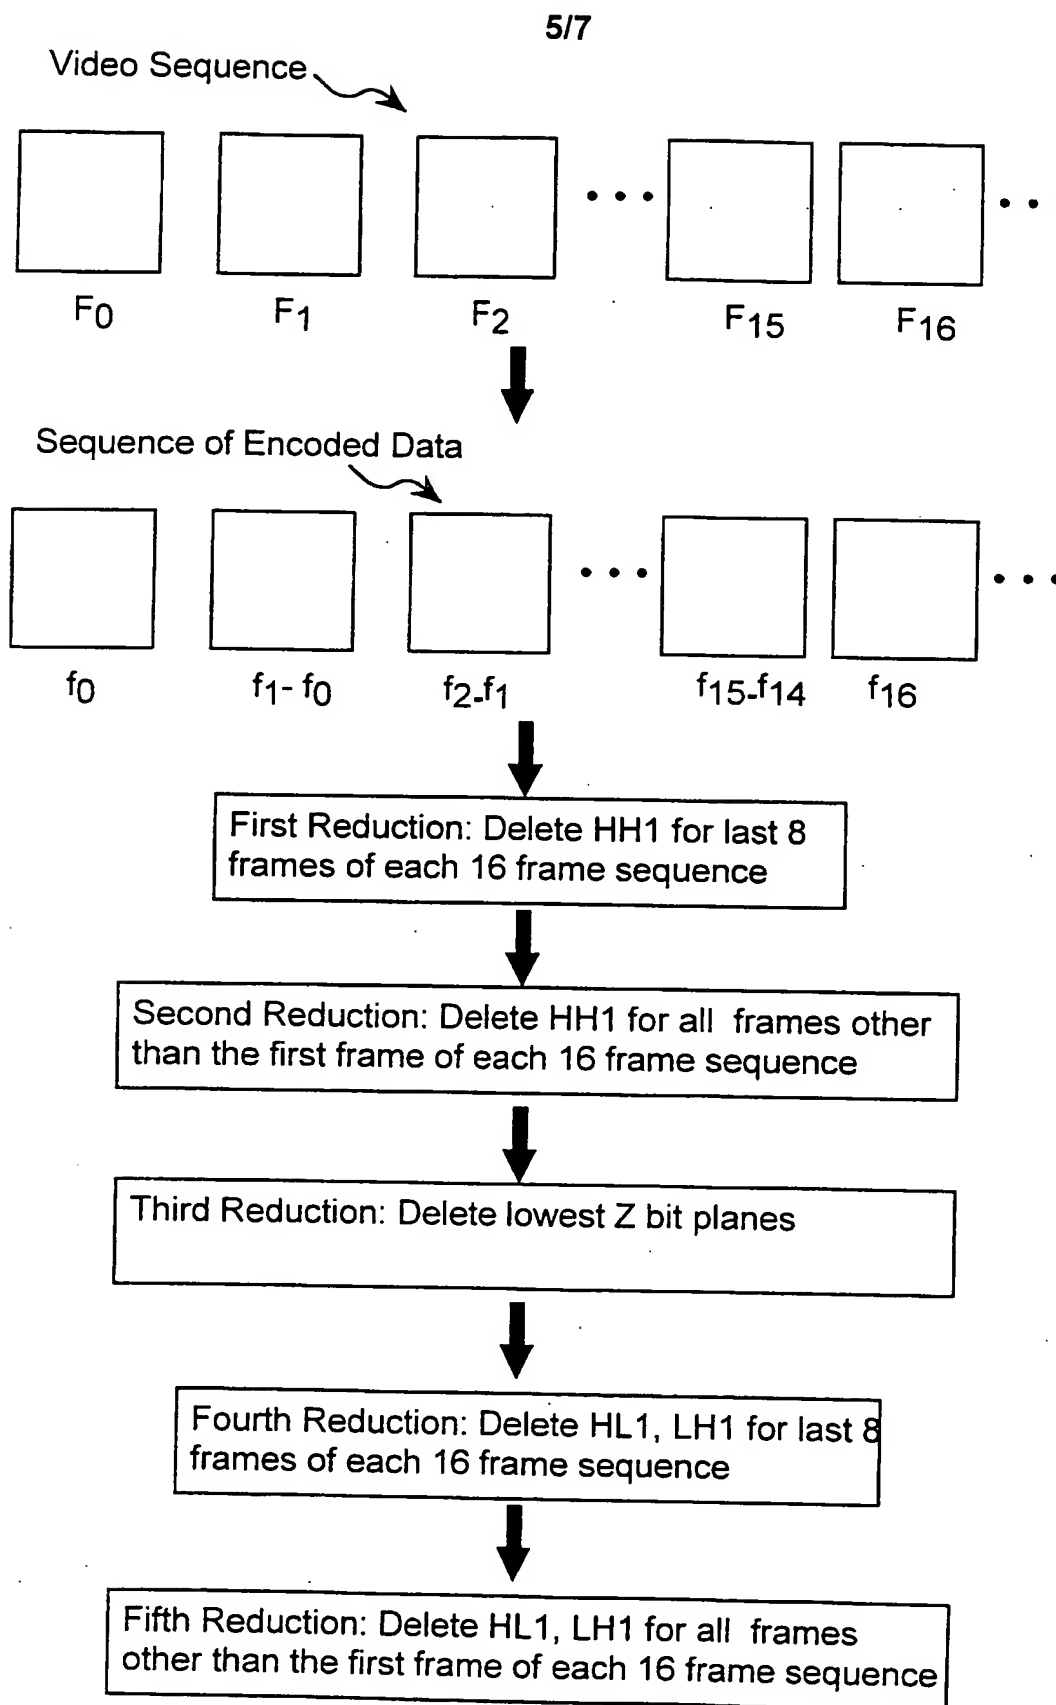 5/7
Video Sequence
F0 F1 F2 F15 F16
Sequence of Encoded Data
f0 f1-f0 f2-f1 f15-f14 f16
First Reduction: Delete HH1 for last 8
frames of each 16 frame sequence
Second Reduction: Delete HH1 for all frames other
than the first frame of each 16 frame sequence
Third Reduction: Delete lowest Z bit planes
Fourth Reduction: Delete HL1, LH1 for last 8
frames of each 16 frame sequence
Fifth Reduction: Delete HL1, LH1 for all frames
other than the first frame of each 16 frame sequence